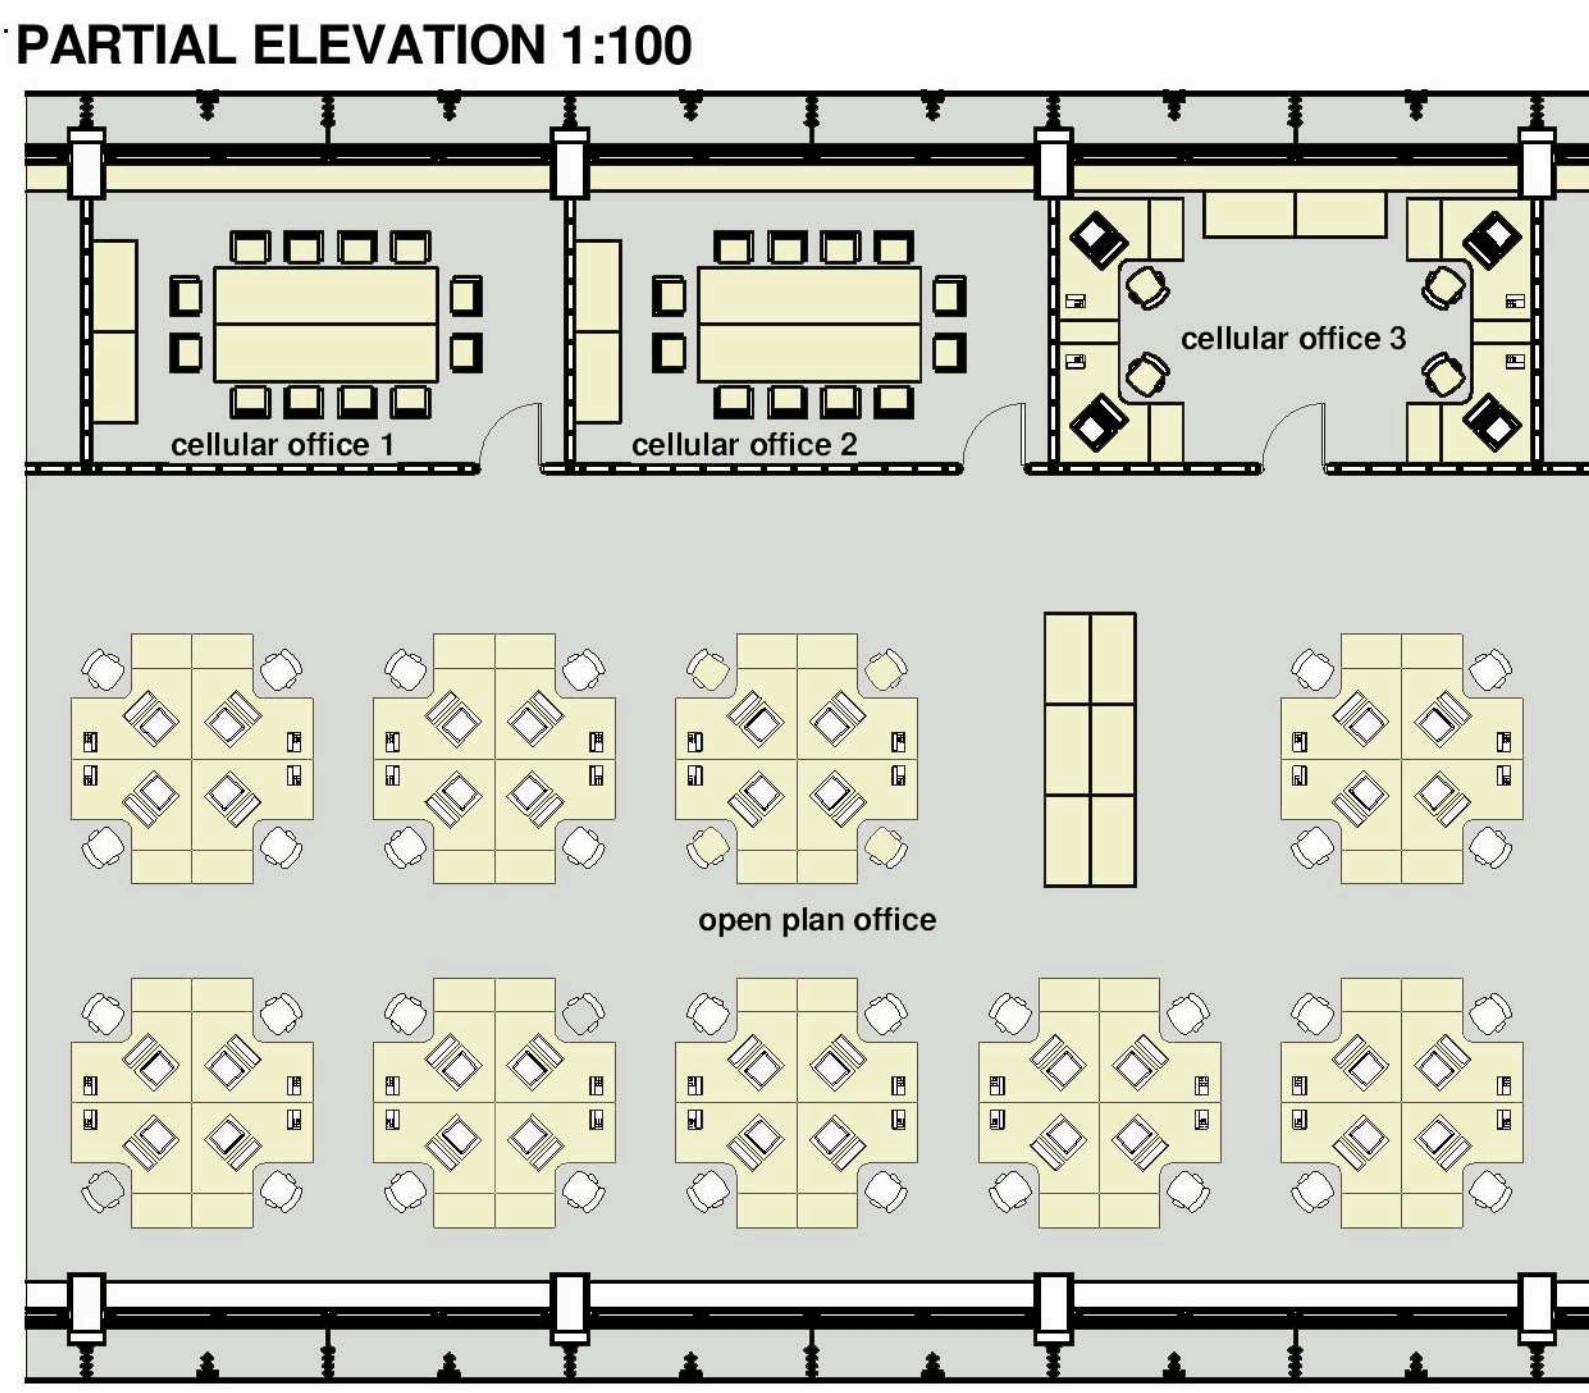 PARTIAL ELEVATION 1:100
cellular office 3
cellular office 1
cellular office 2
open plan office